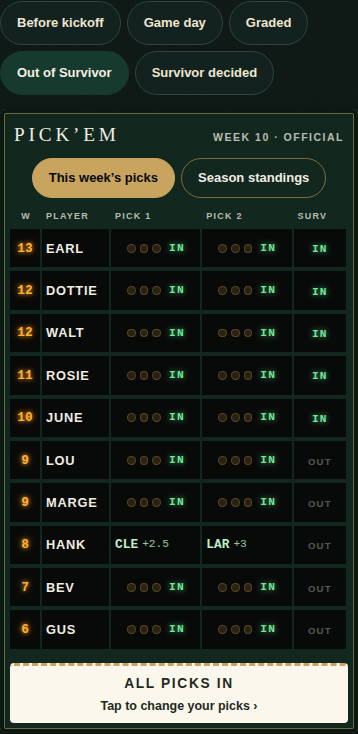 Before kickoff Game day Graded
Out of Survivor Survivor decided
PICK'EM WEEK 10 · OFFICIAL
This week's picks Season standings
W PLAYER PICK 1 PICK 2 SURV
13 EARL IN IN IN
12 DOTTIE IN IN IN
12 WALT IN IN IN
11 ROSIE IN IN IN
10 JUNE IN IN IN
9 LOU IN IN OUT
9 MARGE IN IN OUT
8 HANK CLE +2.5 LAR +3 OUT
7 BEV IN IN OUT
6 GUS IN IN OUT
ALL PICKS IN
Tap to change your picks ›